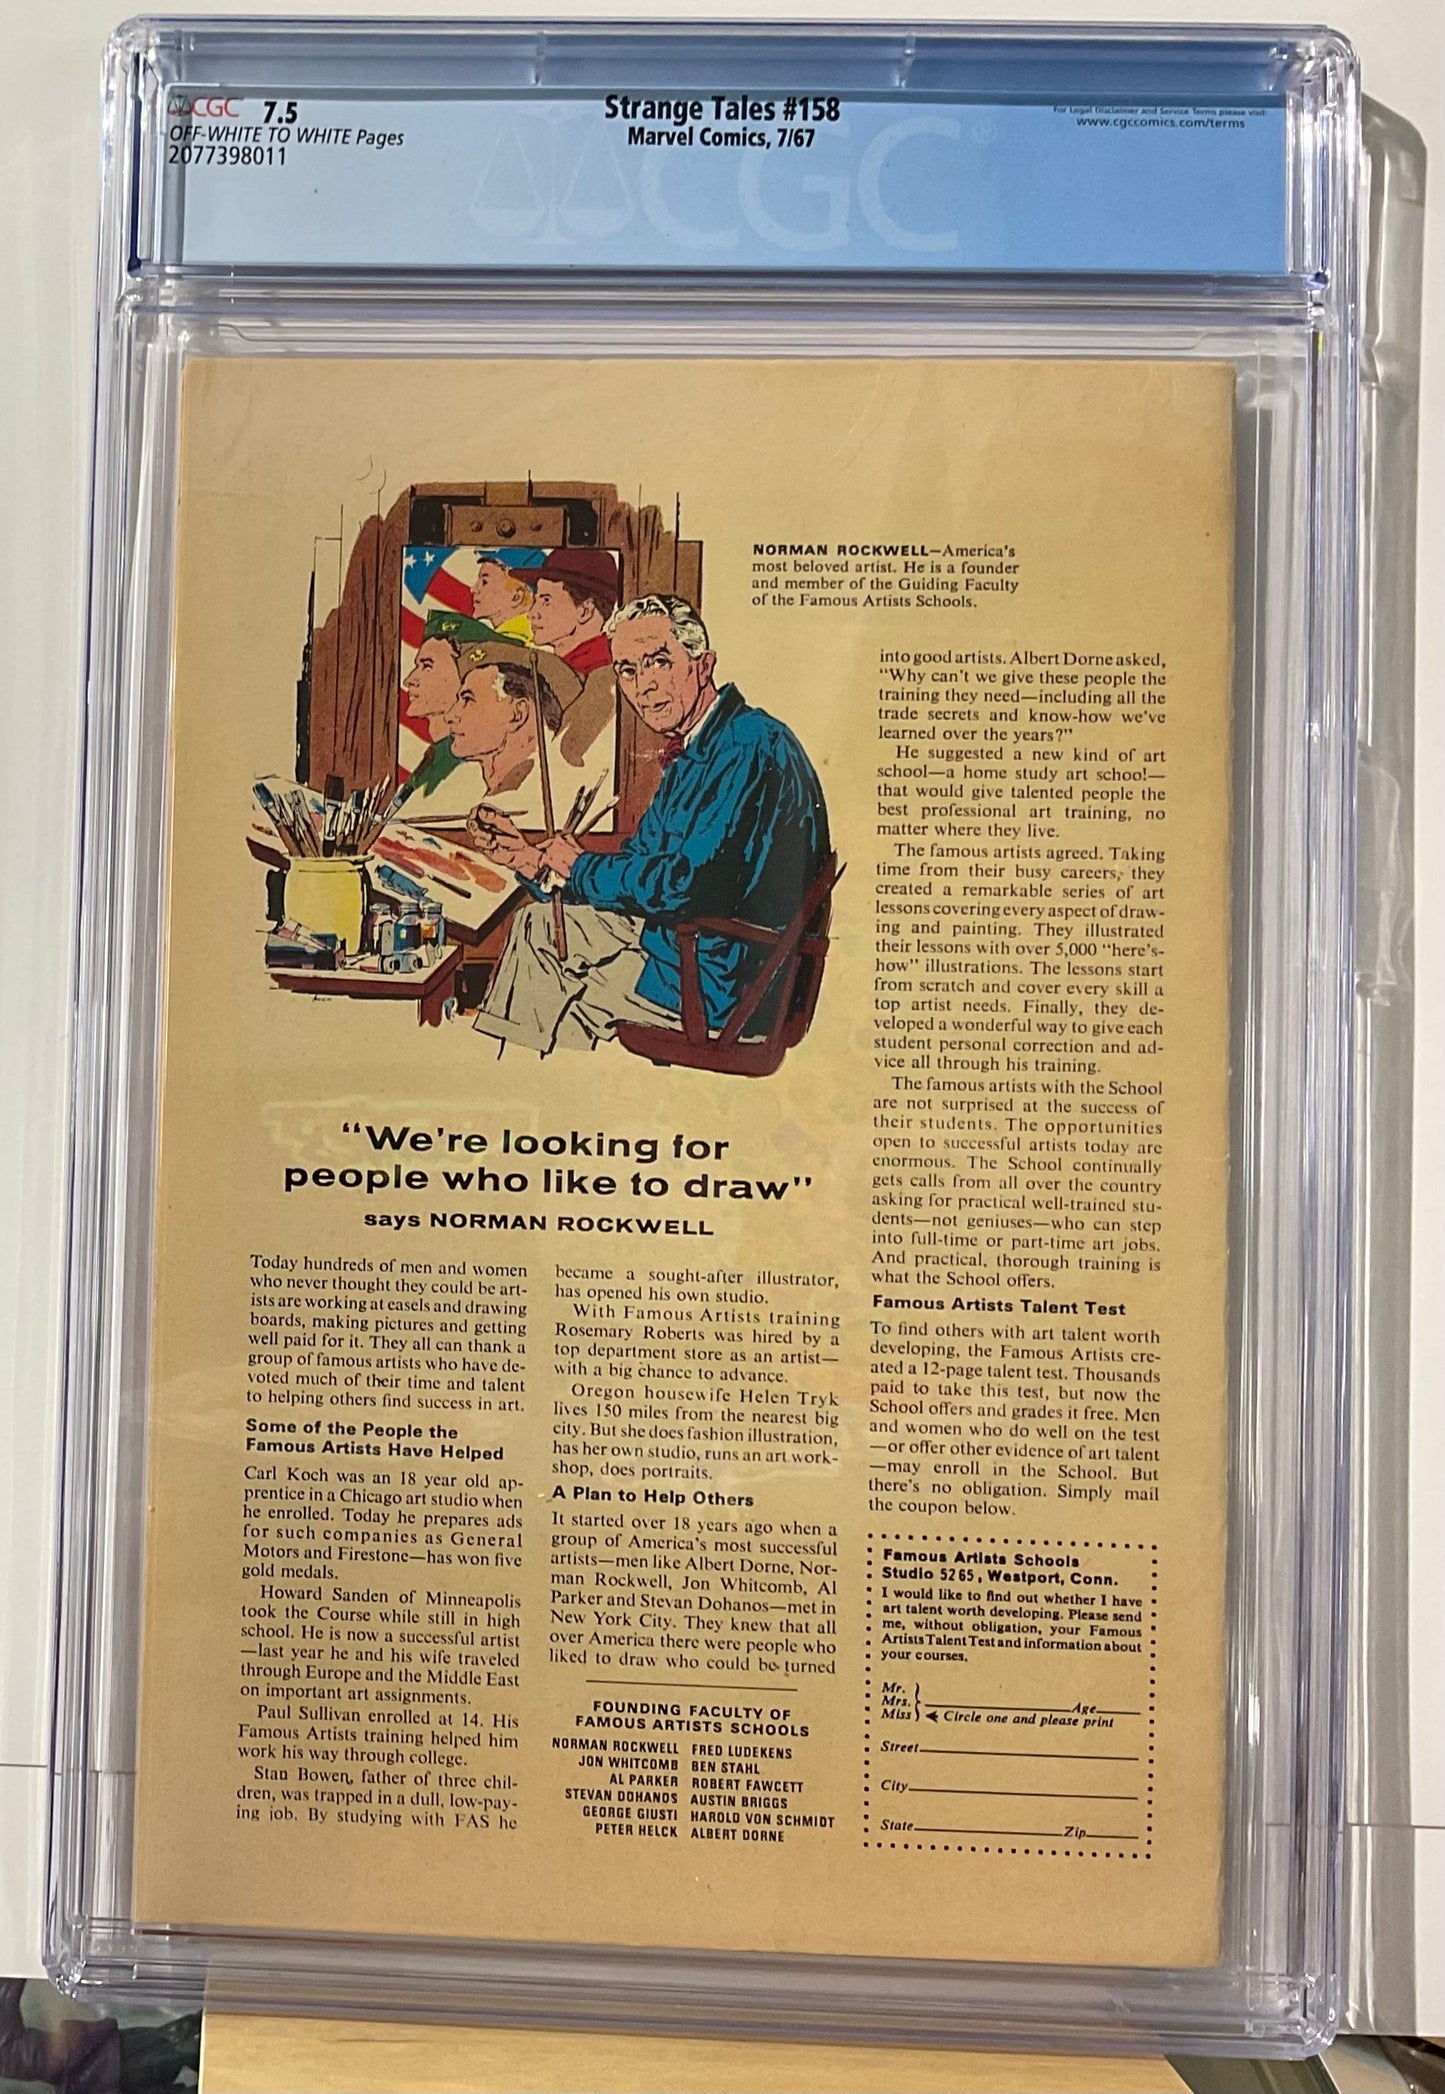 CGC 7.5
OFF-WHITE TO WHITE Pages
2077398011
Strange Tales #158
Marvel Comics, 7/67
For Legal Disclaimer and Service Terms please visit:
www.cgccomics.com/terms
CGC
NORMAN ROCKWELL—America's
most beloved artist. He is a founder
and member of the Guiding Faculty
of the Famous Artists Schools.
"We're looking for
people who like to draw"
says NORMAN ROCKWELL
Today hundreds of men and women
who never thought they could be art-
ists are working at easels and drawing
boards, making pictures and getting
well paid for it. They all can thank a
group of famous artists who have de-
voted much of their time and talent
to helping others find success in art.
Some of the People the
Famous Artists Have Helped
Carl Koch was an 18 year old ap-
prentice in a Chicago art studio when
he enrolled. Today he prepares ads
for such companies as General
Motors and Firestone—has won five
gold medals.
Howard Sanden of Minneapolis
took the Course while still in high
school. He is now a successful artist
—last year he and his wife traveled
through Europe and the Middle East
on important art assignments.
Paul Sullivan enrolled at 14. His
Famous Artists training helped him
work his way through college.
Stan Bowen, father of three chil-
dren, was trapped in a dull, low-pay-
ing job. By studying with FAS he
became a sought-after illustrator,
has opened his own studio.
With Famous Artists training
Rosemary Roberts was hired by a
top department store as an artist—
with a big chance to advance.
Oregon housewife Helen Tryk
lives 150 miles from the nearest big
city. But she does fashion illustration,
has her own studio, runs an art work-
shop, does portraits.
A Plan to Help Others
It started over 18 years ago when a
group of America's most successful
artists—men like Albert Dorne, Nor-
man Rockwell, Jon Whitcomb, Al
Parker and Stevan Dohanos—met in
New York City. They knew that all
over America there were people who
liked to draw who could be turned
FOUNDING FACULTY OF
FAMOUS ARTISTS SCHOOLS
NORMAN ROCKWELL FRED LUDEKENS
JON WHITCOMB BEN STAHL
AL PARKER ROBERT FAWCETT
STEVAN DOHANOS AUSTIN BRIGGS
GEORGE GIUSTI HAROLD VON SCHMIDT
PETER HELCK ALBERT DORNE
into good artists. Albert Dorne asked,
"Why can't we give these people the
training they need—including all the
trade secrets and know-how we've
learned over the years?"
He suggested a new kind of art
school—a home study art school—
that would give talented people the
best professional art training, no
matter where they live.
The famous artists agreed. Taking
time from their busy careers, they
created a remarkable series of art
lessons covering every aspect of draw-
ing and painting. They illustrated
their lessons with over 5,000 "here's-
how" illustrations. The lessons start
from scratch and cover every skill a
top artist needs. Finally, they de-
veloped a wonderful way to give each
student personal correction and ad-
vice all through his training.
The famous artists with the School
are not surprised at the success of
their students. The opportunities
open to successful artists today are
enormous. The School continually
gets calls from all over the country
asking for practical well-trained stu-
dents—not geniuses—who can step
into full-time or part-time art jobs.
And practical, thorough training is
what the School offers.
Famous Artists Talent Test
To find others with art talent worth
developing, the Famous Artists cre-
ated a 12-page talent test. Thousands
paid to take this test, but now the
School offers and grades it free. Men
and women who do well on the test
—or offer other evidence of art talent
—may enroll in the School. But
there's no obligation. Simply mail
the coupon below.
Famous Artists Schools
Studio 5265, Westport, Conn.
I would like to find out whether I have
art talent worth developing. Please send
me, without obligation, your Famous
Artists Talent Test and information about
your courses.
Mr.
Mrs. Age
Miss Circle one and please print
Street
City
State Zip